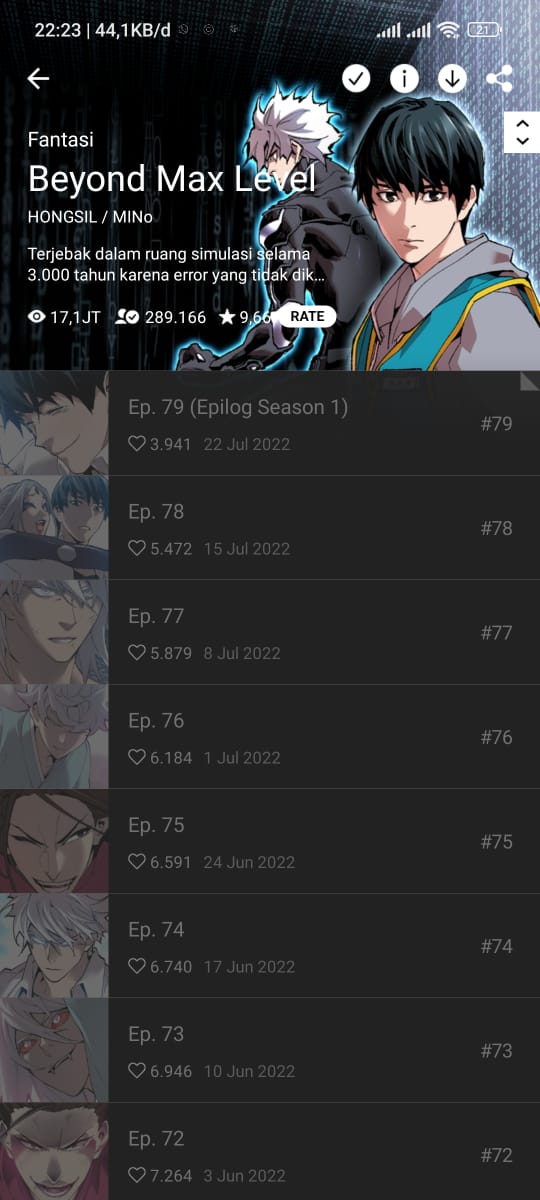 22:23 | 44,1KB/d
21
Fantasi
Beyond Max Level
HONGSIL / MINo
Terjebak dalam ruang simulasi selama
3.000 tahun karena error yang tidak dik...
17,1JT 289.166 9,66 RATE
Ep. 79 (Epilog Season 1)
3.941 22 Jul 2022
#79
Ep. 78
5.472 15 Jul 2022
#78
Ep. 77
5.879 8 Jul 2022
#77
Ep. 76
6.184 1 Jul 2022
#76
Ep. 75
6.591 24 Jun 2022
#75
Ep. 74
6.740 17 Jun 2022
#74
Ep. 73
6.946 10 Jun 2022
#73
Ep. 72
7.264 3 Jun 2022
#72